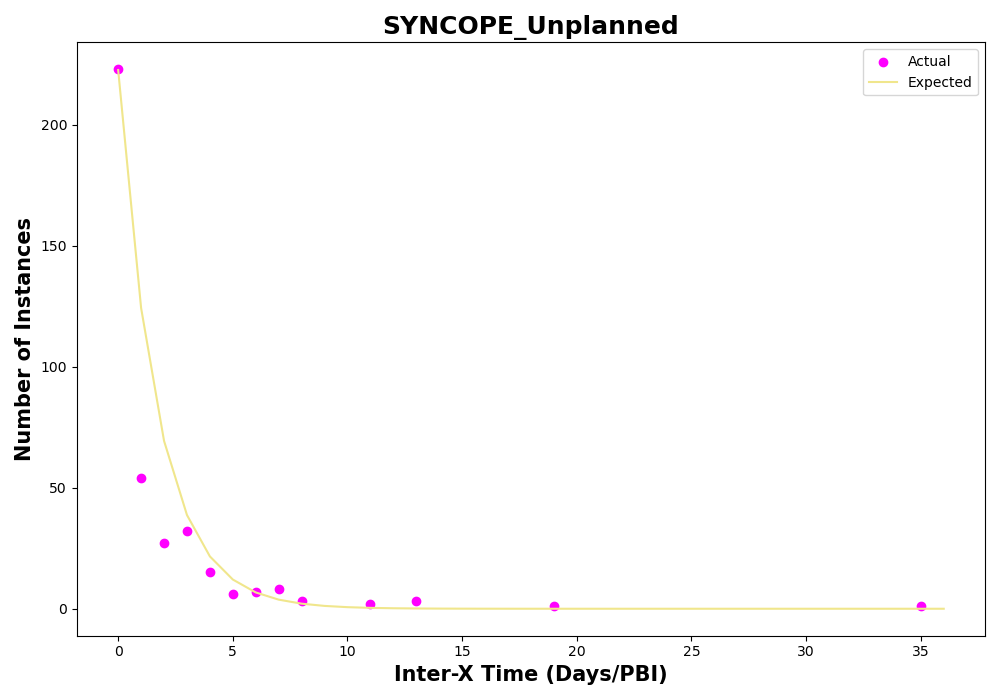 SYNCOPE_Unplanned
Actual
Expected
Number of Instances
200
150
100
50
0
0 5 10 15 20 25 30 35
Inter-X Time (Days/PBI)